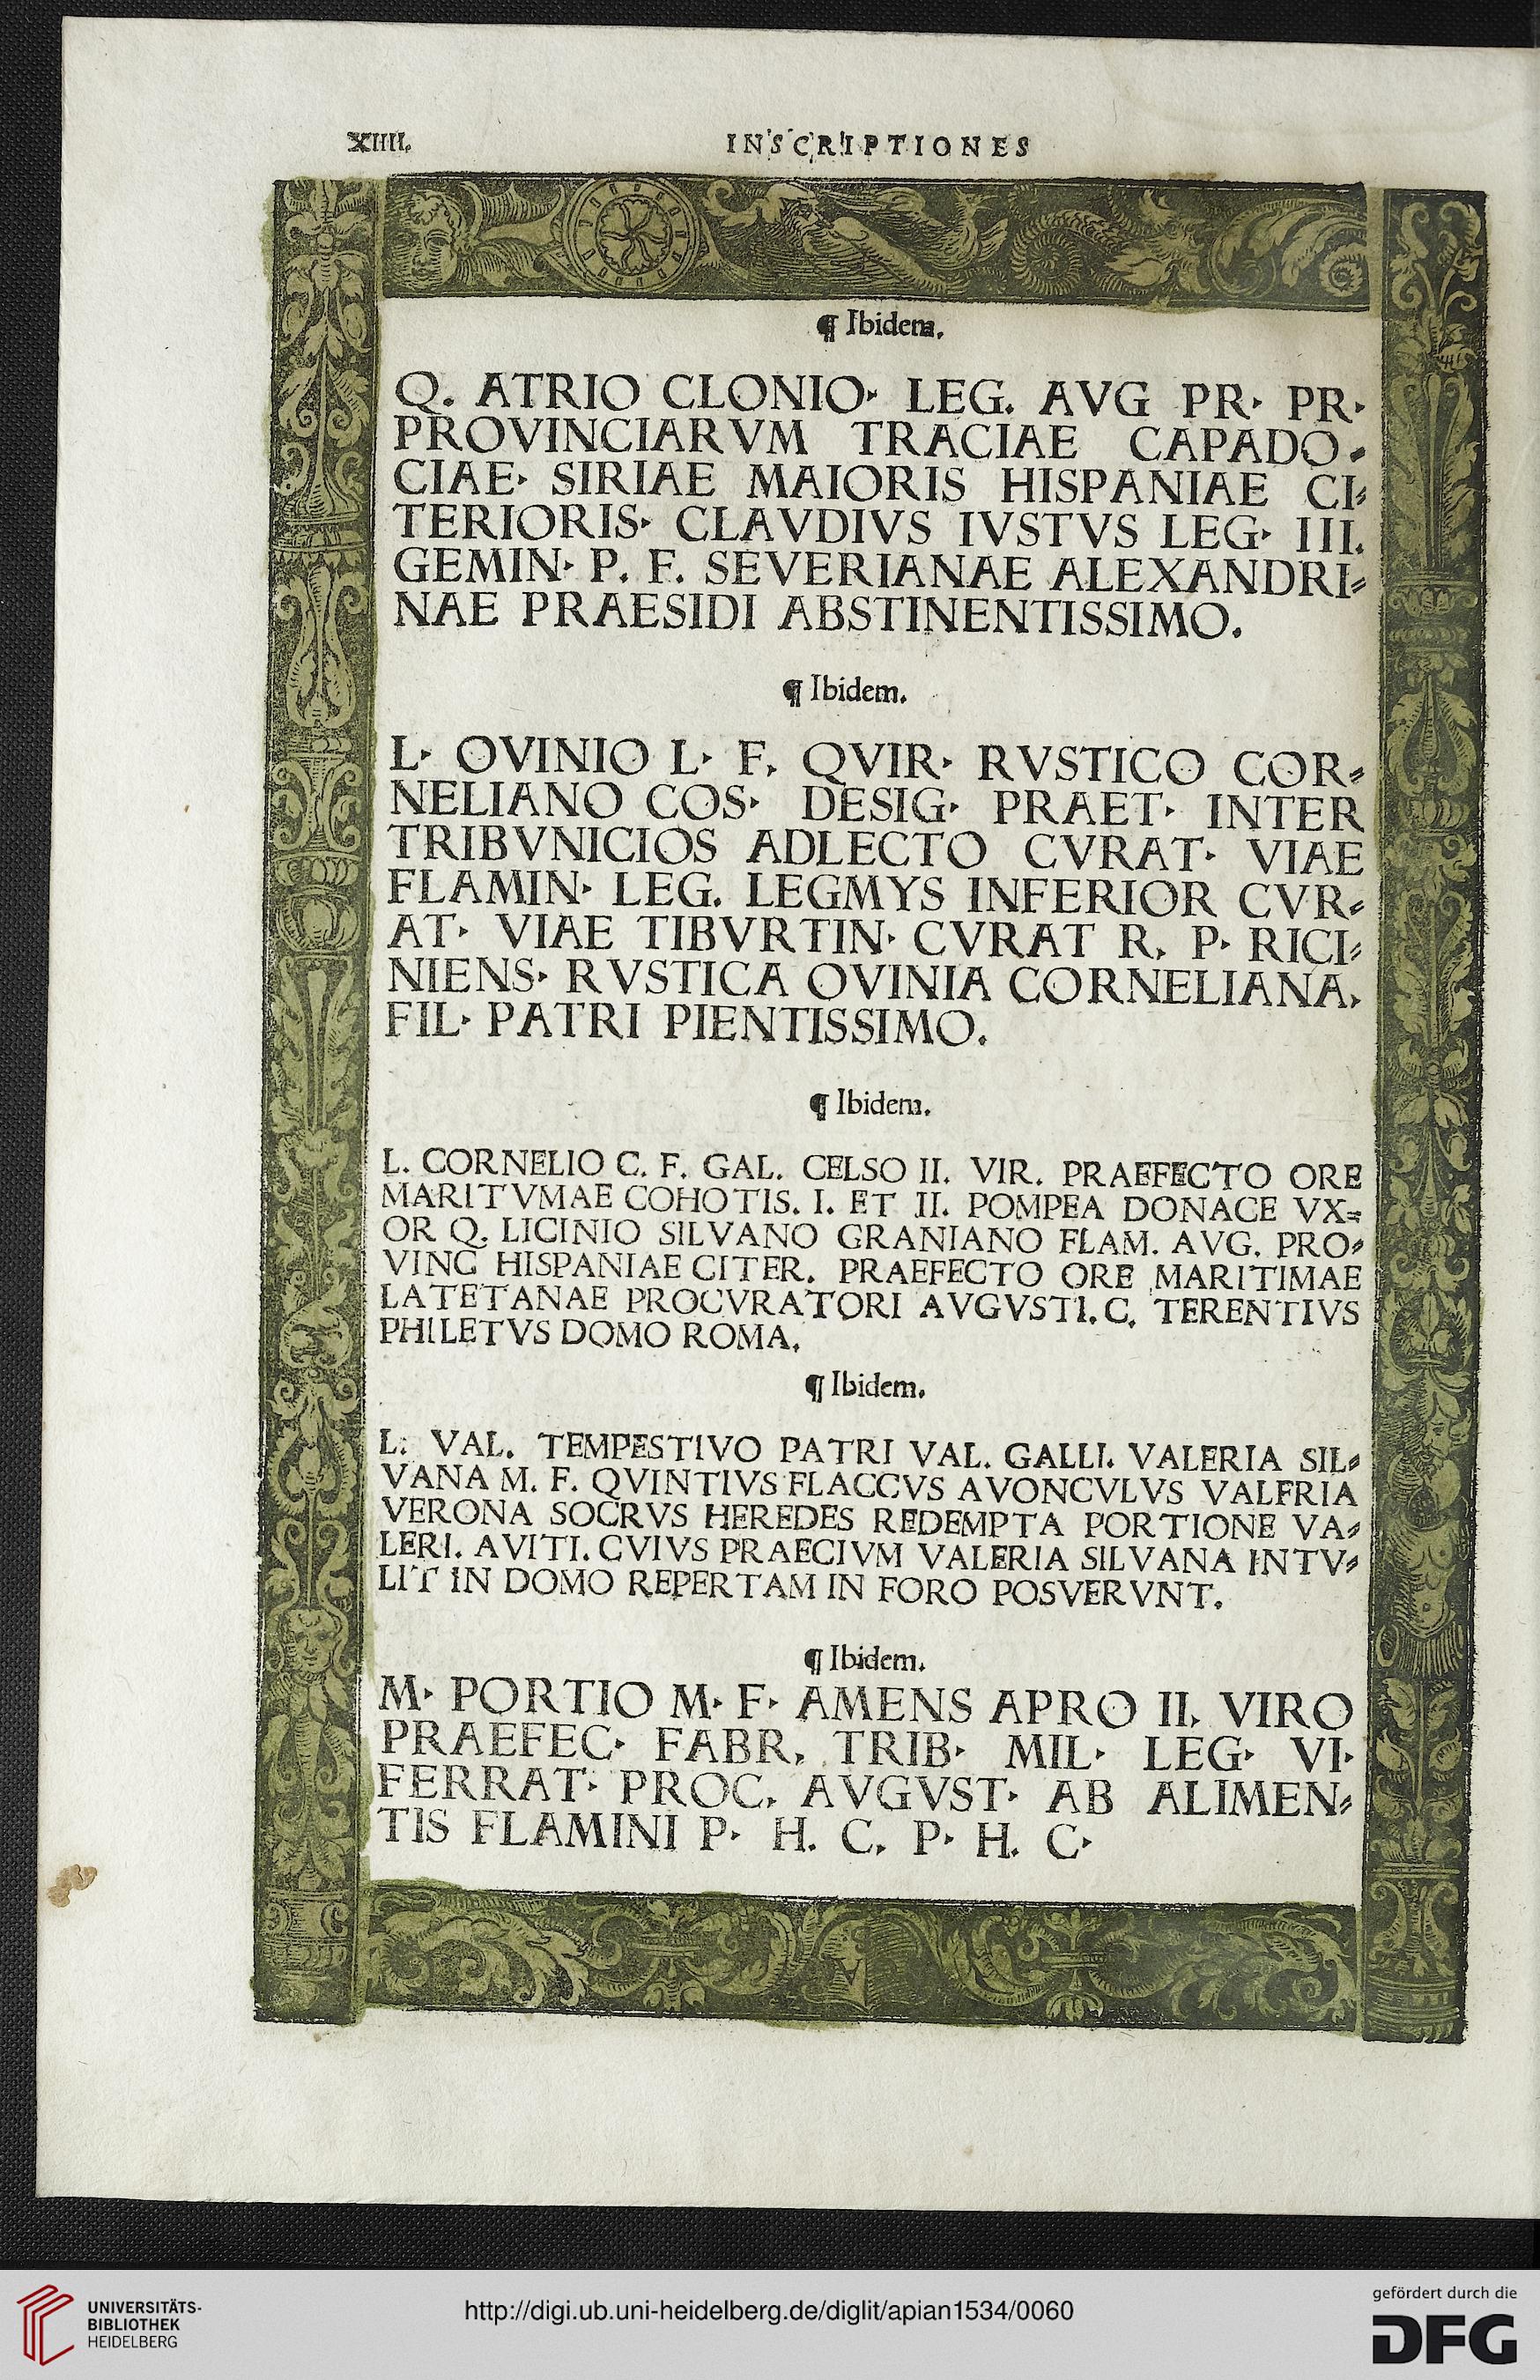 XIIII.
INSCRIPTIONES
¶ Ibidem.
Q. ATRIO CLONIO· LEG. AVG PR· PR·
PROVINCIARVM TRACIAE CAPADO⸗
CIAE· SIRIAE MAIORIS HISPANIAE CI⸗
TERIORIS· CLAVDIVS IVSTVS LEG· III.
GEMIN· P. F. SEVERIANAE ALEXANDRI⸗
NAE PRAESIDI ABSTINENTISSIMO.
¶ Ibidem.
L· OVINIO L· F. QVIR· RVSTICO COR⸗
NELIANO COS· DESIG· PRAET· INTER
TRIBVNICIOS ADLECTO CVRAT· VIAE
FLAMIN· LEG. LEGMYS INFERIOR CVR⸗
AT· VIAE TIBVRTIN· CVRAT R. P· RICI⸗
NIENS· RVSTICA OVINIA CORNELIANA.
FIL· PATRI PIENTISSIMO.
¶ Ibidem.
L. CORNELIO C. F. GAL. CELSO II. VIR. PRAEFECTO ORE
MARITVMAE COHOTIS. I. ET II. POMPEA DONACE VX⸗
OR Q. LICINIO SILVANO GRANIANO FLAM. AVG. PRO⸗
VINC HISPANIAE CITER. PRAEFECTO ORE MARITIMAE
LATETANAE PROCVRATORI AVGVSTI. C. TERENTIVS
PHILETVS DOMO ROMA.
¶ Ibidem.
L: VAL. TEMPESTIVO PATRI VAL. GALLI. VALERIA SIL⸗
VANA M. F. QVINTIVS FLACCVS AVONCVLVS VALFRIA
VERONA SOCRVS HEREDES REDEMPTA PORTIONE VA⸗
LERI. AVITI. CVIVS PRAECIVM VALERIA SILVANA INTV⸗
LIT IN DOMO REPERTAM IN FORO POSVERVNT.
¶ Ibidem.
M· PORTIO M· F· AMENS APRO II. VIRO
PRAEFEC· FABR. TRIB· MIL· LEG· VI·
FERRAT· PROC. AVGVST· AB ALIMEN⸗
TIS FLAMINI P· H. C. P· H. C·
UNIVERSITÄTS-
BIBLIOTHEK
HEIDELBERG
http://digi.ub.uni-heidelberg.de/diglit/apian1534/0060
gefördert durch die
DFG